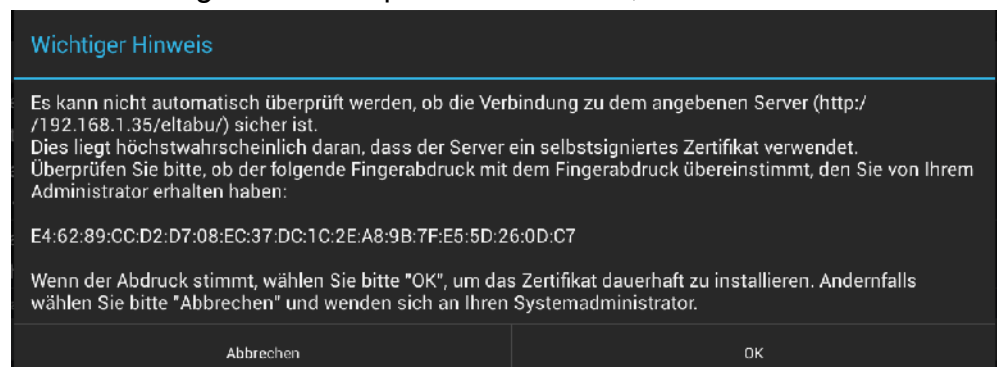 Wichtiger Hinweis
Es kann nicht automatisch überprüft werden, ob die Verbindung zu dem angebenen Server (http:/
/192.168.1.35/eltabu/) sicher ist.
Dies liegt höchstwahrscheinlich daran, dass der Server ein selbstsigniertes Zertifikat verwendet.
Überprüfen Sie bitte, ob der folgende Fingerabdruck mit dem Fingerabdruck übereinstimmt, den Sie von Ihrem
Administrator erhalten haben:
E4:62:89:CC:D2:D7:08:EC:37:DC:1C:2E:A8:9B:7F:E5:5D:26:0D:C7
Wenn der Abdruck stimmt, wählen Sie bitte "OK", um das Zertifikat dauerhaft zu installieren. Andernfalls
wählen Sie bitte "Abbrechen" und wenden sich an Ihren Systemadministrator.
Abbrechen
OK